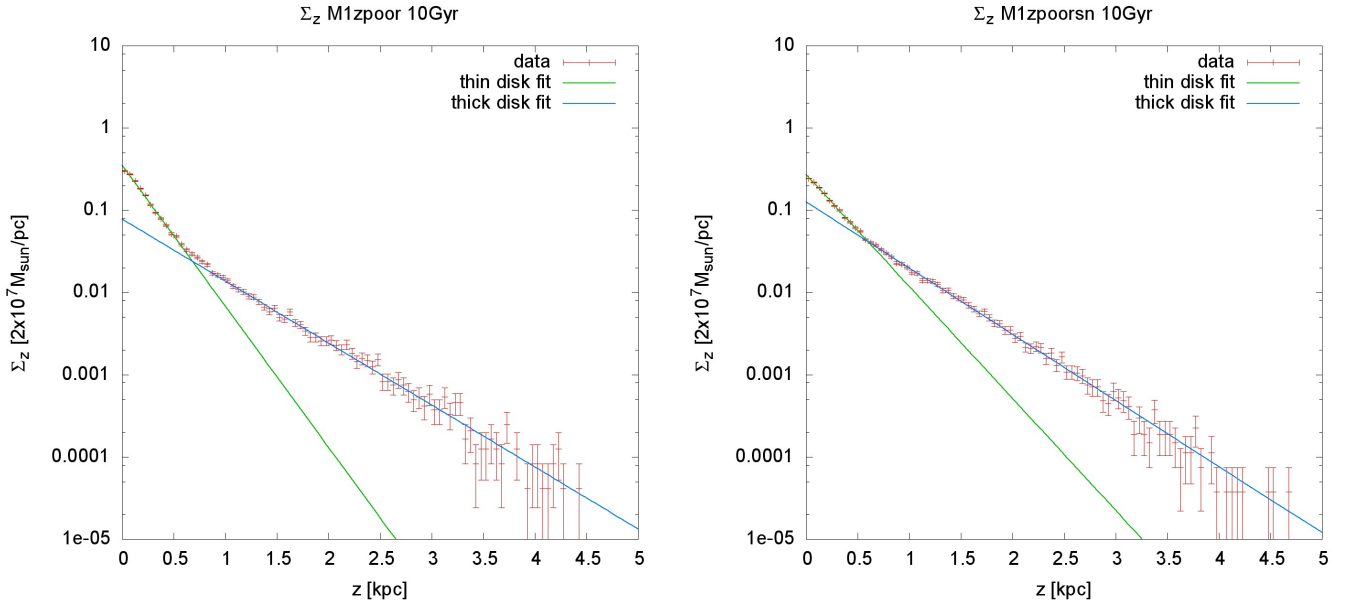 Σz M1zpoor 10Gyr
10
1
0.1
0.01
0.001
0.0001
1e-05
Σz [2x10^7 Msun/pc]
data
thin disk fit
thick disk fit
0 0.5 1 1.5 2 2.5 3 3.5 4 4.5 5
z [kpc]
Σz M1zpoorsn 10Gyr
10
1
0.1
0.01
0.001
0.0001
1e-05
Σz [2x10^7 Msun/pc]
data
thin disk fit
thick disk fit
0 0.5 1 1.5 2 2.5 3 3.5 4 4.5 5
z [kpc]